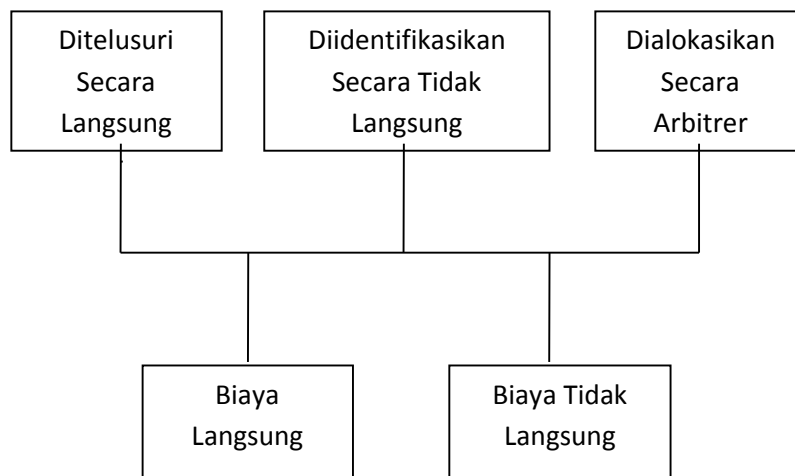 Ditelusuri
Secara
Langsung
Diidentifikasikan
Secara Tidak
Langsung
Dialokasikan
Secara
Arbitrer
Biaya
Langsung
Biaya Tidak
Langsung